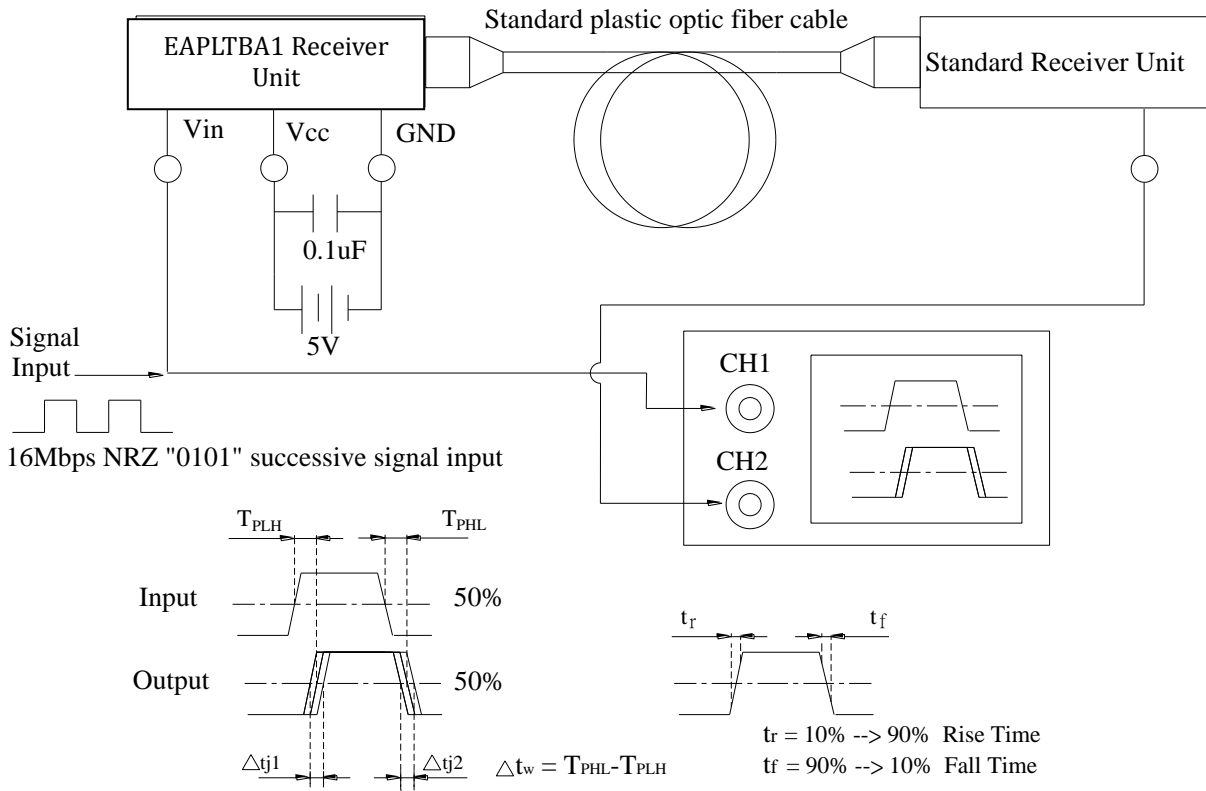 Standard plastic optic fiber cable
EAPLTBA1 Receiver
Unit
Standard Receiver Unit
Vin
Vcc
GND
0.1uF
5V
Signal
Input
16Mbps NRZ "0101" successive signal input
CH1
CH2
TPLH
TPHL
Input
50%
Output
50%
△tj1
△tj2
△tw = TPHL-TPLH
tr
tf
tr = 10% --> 90% Rise Time
tf = 90% --> 10% Fall Time